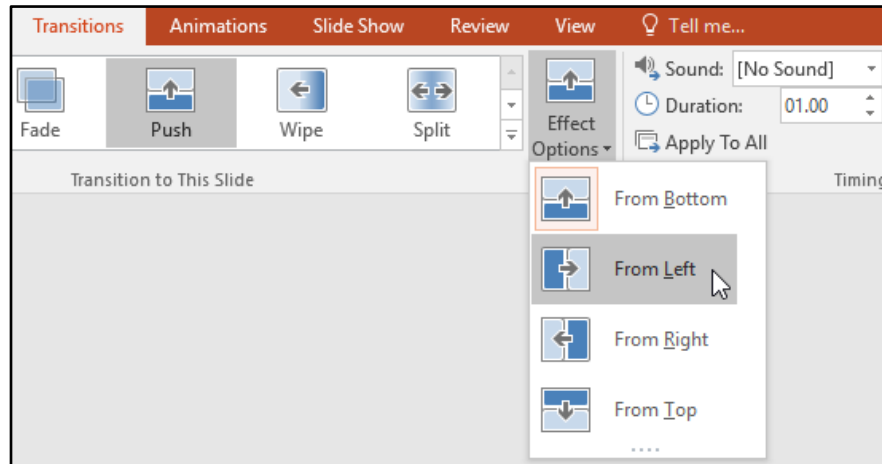 Transitions Animations Slide Show Review View Tell me...
Fade Push Wipe Split
Effect
Options
Sound: [No Sound]
Duration: 01.00
Apply To All
Transition to This Slide
Timing
From Bottom
From Left
From Right
From Top